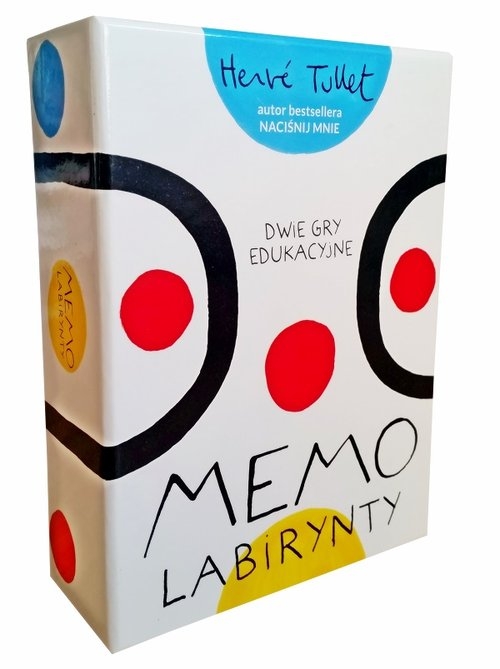 Hervé Tullet
autor bestsellera
NACIŚNIJ MNIE
DWiE GRY
EDUKACYJNE
MEMO
LABiRYNTY
MEMO
LABiRYNTY